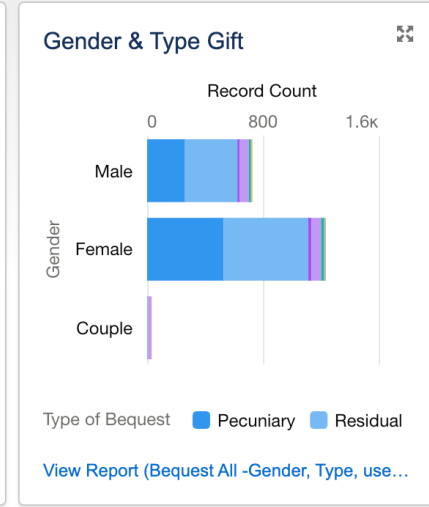 Gender & Type Gift
Record Count
0 800 1.6K
Gender
Male
Female
Couple
Type of Bequest Pecuniary Residual
View Report (Bequest All -Gender, Type, use...